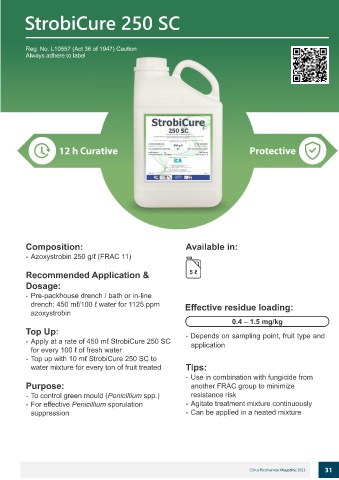 StrobiCure 250 SC
Reg. No. L10557 (Act 36 of 1947) Caution
Always adhere to label
StrobiCure
250 SC
ICA
12 h Curative
Protective
Composition:
- Azoxystrobin 250 g/ℓ (FRAC 11)
Recommended Application &
Dosage:
- Pre-packhouse drench / bath or in-line
drench: 450 mℓ/100 ℓ water for 1125 ppm
azoxystrobin
Top Up:
- Apply at a rate of 450 mℓ StrobiCure 250 SC
for every 100 ℓ of fresh water
- Top up with 10 mℓ StrobiCure 250 SC to
water mixture for every ton of fruit treated
Purpose:
- To control green mould (Penicillium spp.)
- For effective Penicillium sporulation
suppression
Available in:
5 ℓ
Effective residue loading:
0.4 – 1.5 mg/kg
- Depends on sampling point, fruit type and
application
Tips:
- Use in combination with fungicide from
another FRAC group to minimize
resistance risk
- Agitate treatment mixture continuously
- Can be applied in a heated mixture
Citrus Postharvest Magazine 2022
31